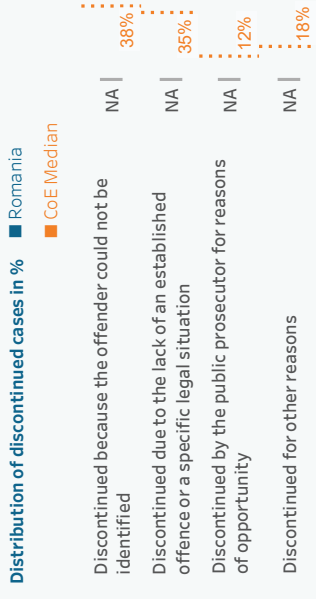 Distribution of discontinued cases in %
Romania
CoE Median
Discontinued because the offender could not be
identified
NA
38%
Discontinued due to the lack of an established
offence or a specific legal situation
NA
35%
Discontinued by the public prosecutor for reasons
of opportunity
NA
12%
Discontinued for other reasons
NA
18%